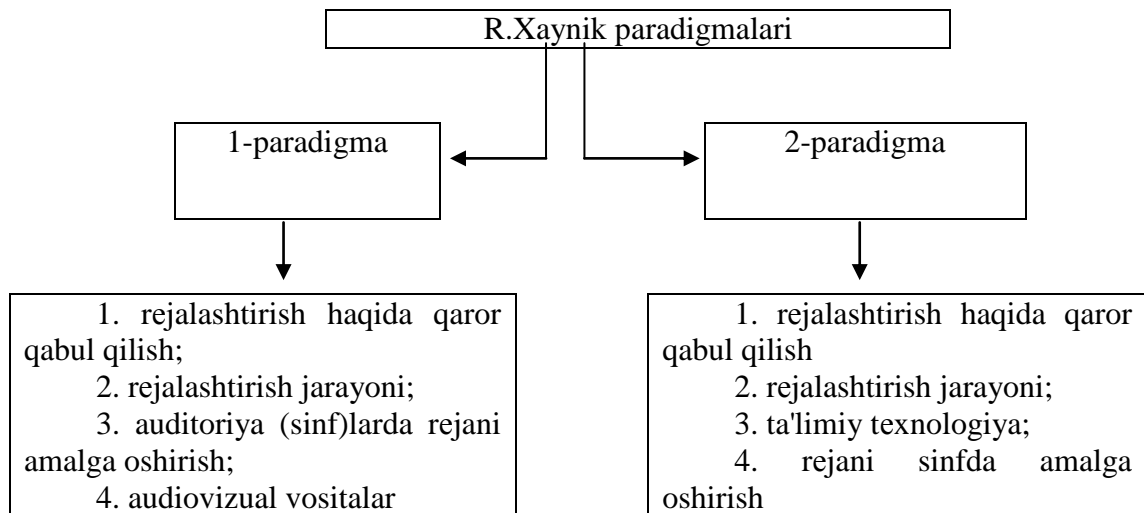 R.Xaynik paradigmalari
1-paradigma
2-paradigma
1. rejalashtirish haqida qaror
qabul qilish;
2. rejalashtirish jarayoni;
3. auditoriya (sinf)larda rejani
amalga oshirish;
4. audiovizual vositalar
1. rejalashtirish haqida qaror
qabul qilish
2. rejalashtirish jarayoni;
3. ta'limiy texnologiya;
4. rejani sinfda amalga
oshirish